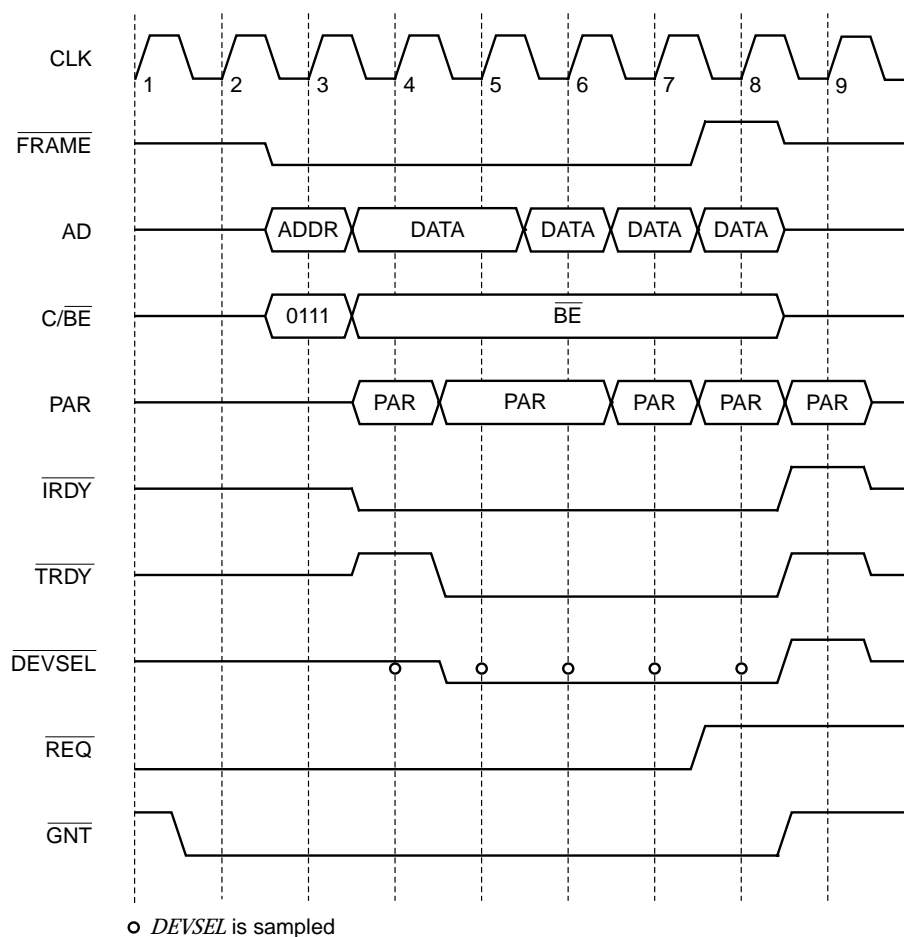 CLK
1 2 3 4 5 6 7 8 9
FRAME
AD
ADDR DATA DATA DATA DATA
C/BE
0111 BE
PAR
PAR PAR PAR PAR PAR
IRDY
TRDY
DEVSEL
REQ
GNT
DEVSEL is sampled